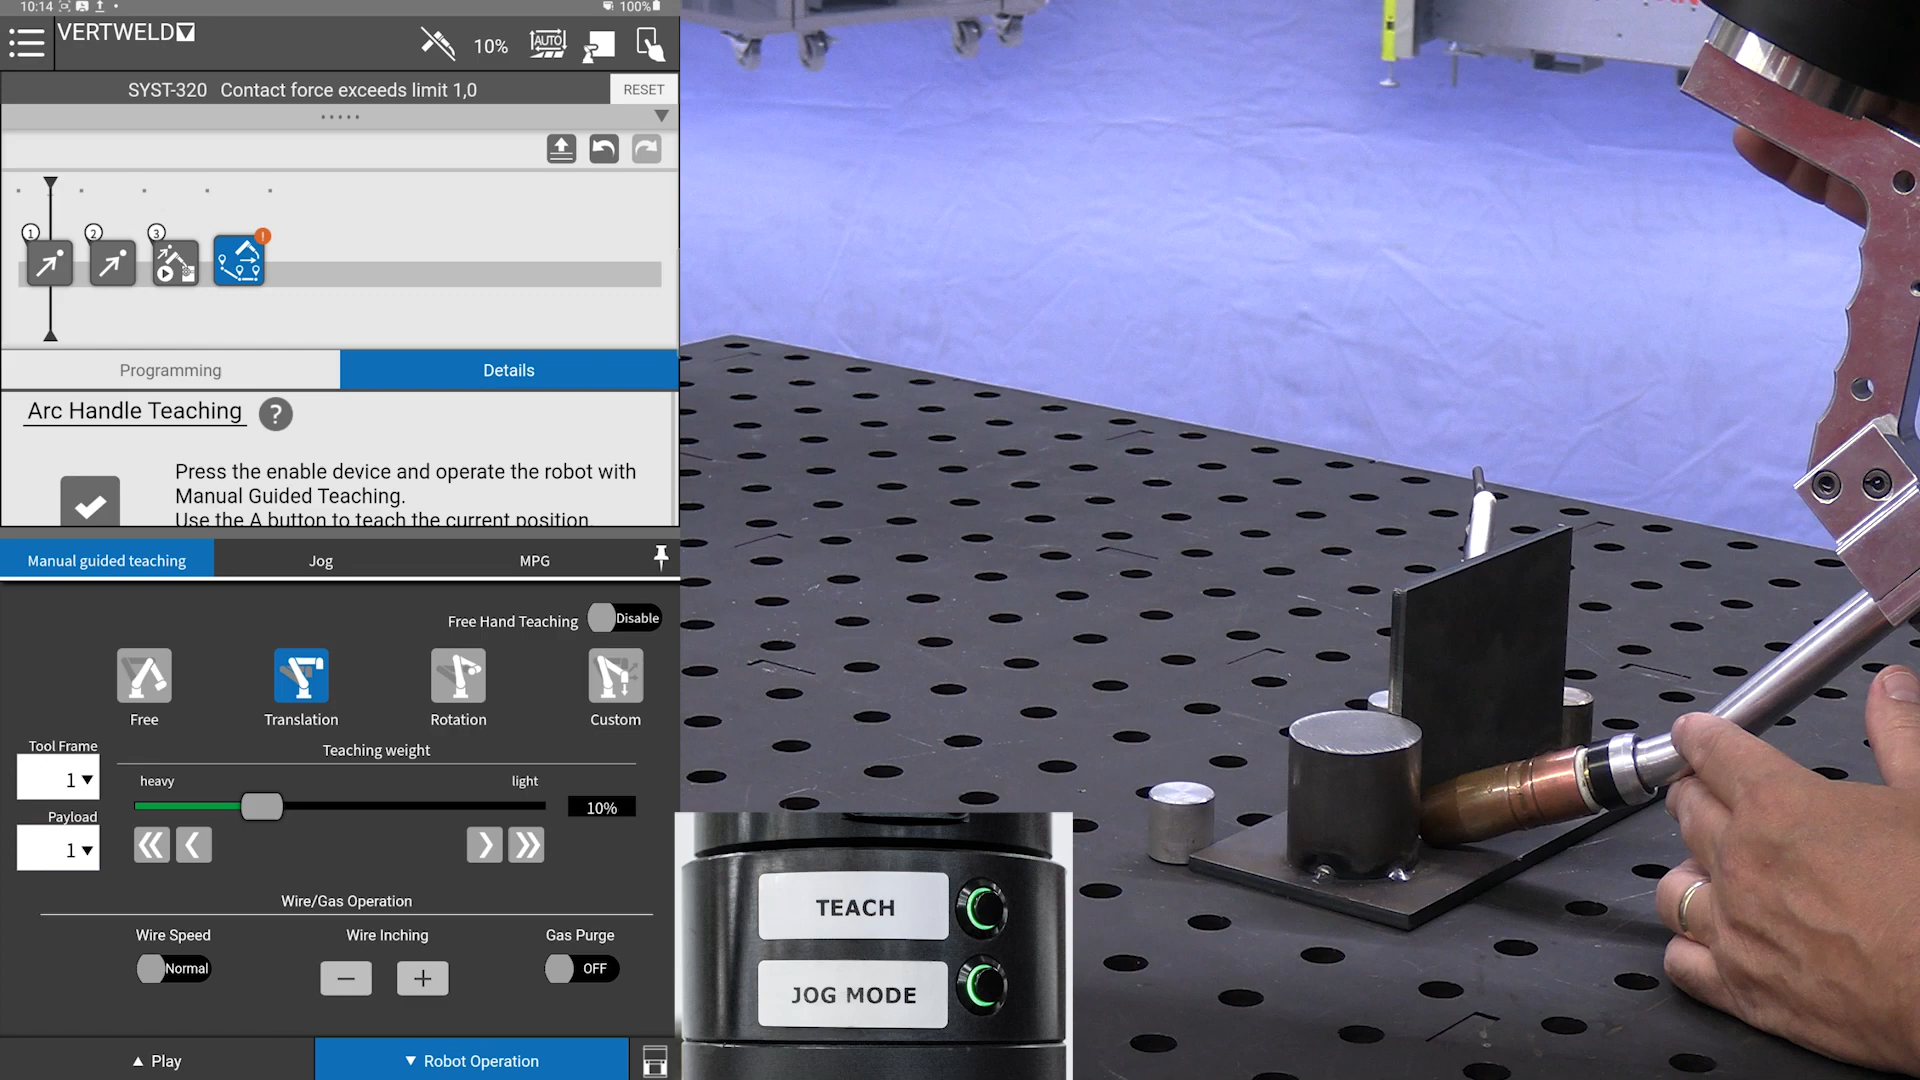 10:14
100%
VERTWELD
10%
AUTO
SYST-320 Contact force exceeds limit 1,0
RESET
1
2
3
!
Programming
Details
Arc Handle Teaching
?
Press the enable device and operate the robot with
Manual Guided Teaching.
Use the A button to teach the current position.
Manual guided teaching
Jog
MPG
Free Hand Teaching
Disable
Free
Translation
Rotation
Custom
Tool Frame
1
Teaching weight
heavy
light
10%
Payload
1
Wire/Gas Operation
Wire Speed
Wire Inching
Gas Purge
Normal
OFF
Play
Robot Operation
TEACH
JOG MODE